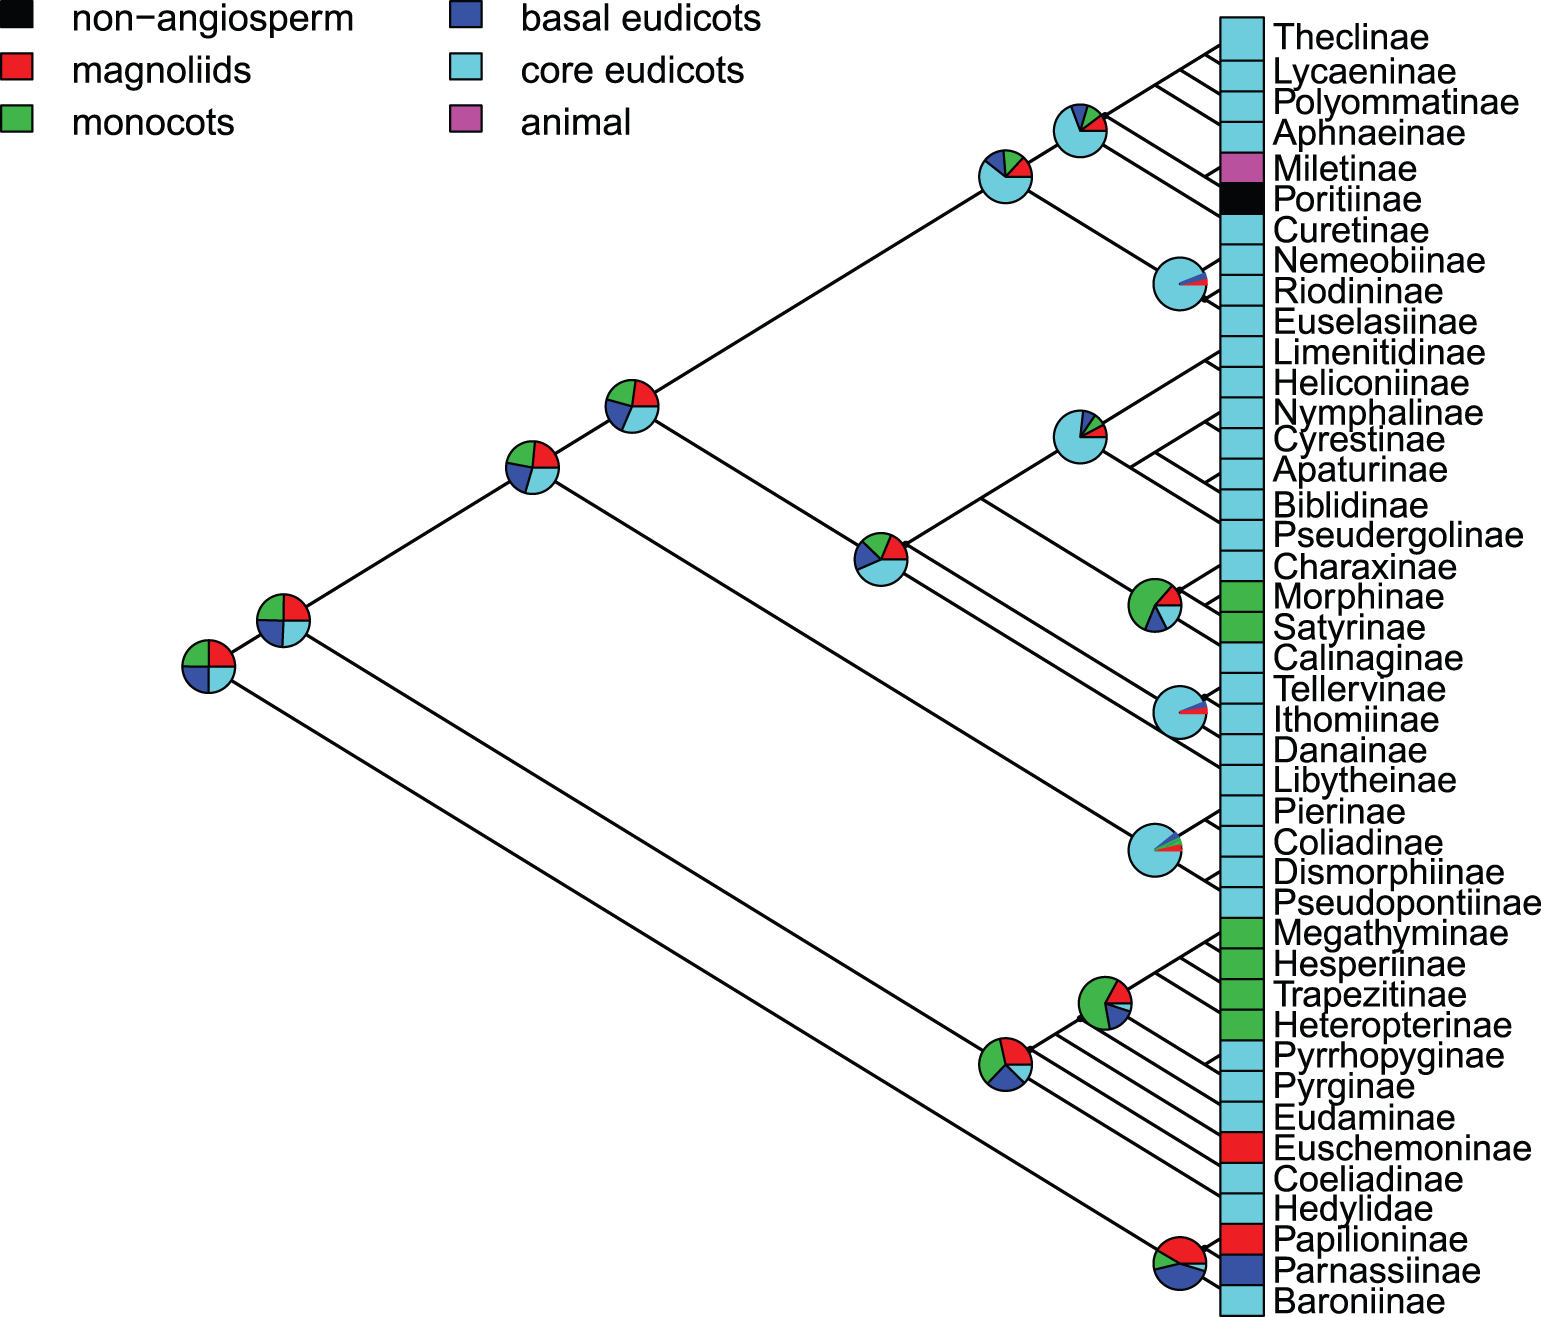 non−angiosperm
magnoliids
monocots
basal eudicots
core eudicots
animal
Theclinae
Lycaeninae
Polyommatinae
Aphnaeinae
Miletinae
Poritiinae
Curetinae
Nemeobiinae
Riodininae
Euselasiinae
Limenitidinae
Heliconiinae
Nymphalinae
Cyrestinae
Apaturinae
Biblidinae
Pseudergolinae
Charaxinae
Morphinae
Satyrinae
Calinaginae
Tellervinae
Ithomiinae
Danainae
Libytheinae
Pierinae
Coliadinae
Dismorphiinae
Pseudopontiinae
Megathyminae
Hesperiinae
Trapezitinae
Heteropterinae
Pyrrhopyginae
Pyrginae
Eudaminae
Euschemoninae
Coeliadinae
Hedylidae
Papilioninae
Parnassiinae
Baroniinae